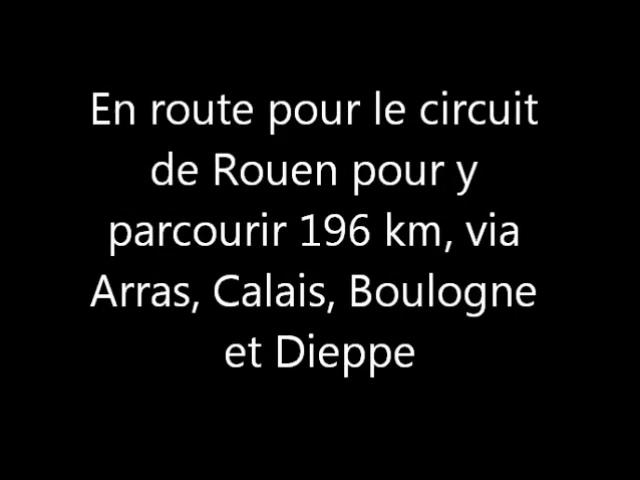 En route pour le circuit
de Rouen pour y
parcourir 196 km, via
Arras, Calais, Boulogne
et Dieppe